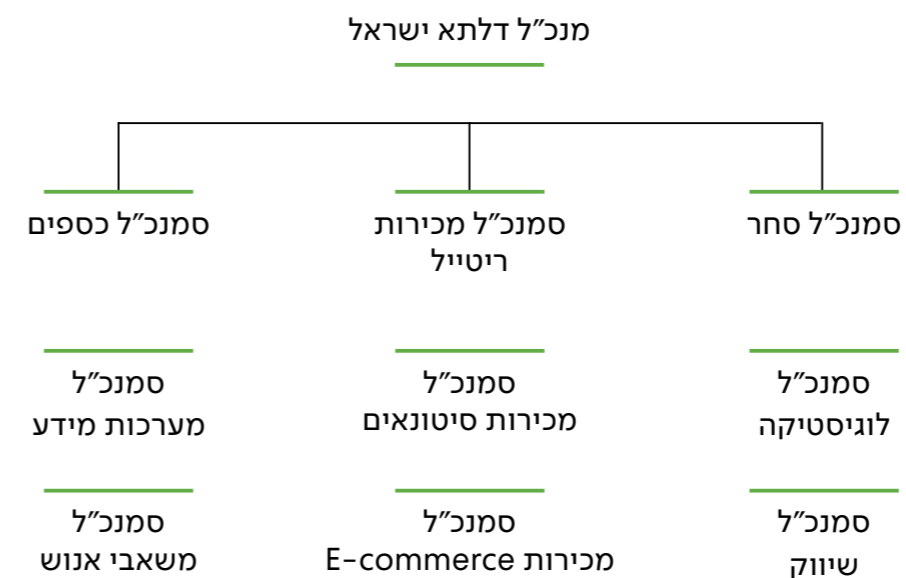 מנכ״ל דלתא ישראל
סמנכ״ל סחר
סמנכ״ל מכירות
ריטייל
סמנכ״ל כספים
סמנכ״ל
לוגיסטיקה
סמנכ״ל
מכירות סיטונאים
סמנכ״ל
מערכות מידע
סמנכ״ל
שיווק
סמנכ״ל
מכירות E-commerce
סמנכ״ל
משאבי אנוש